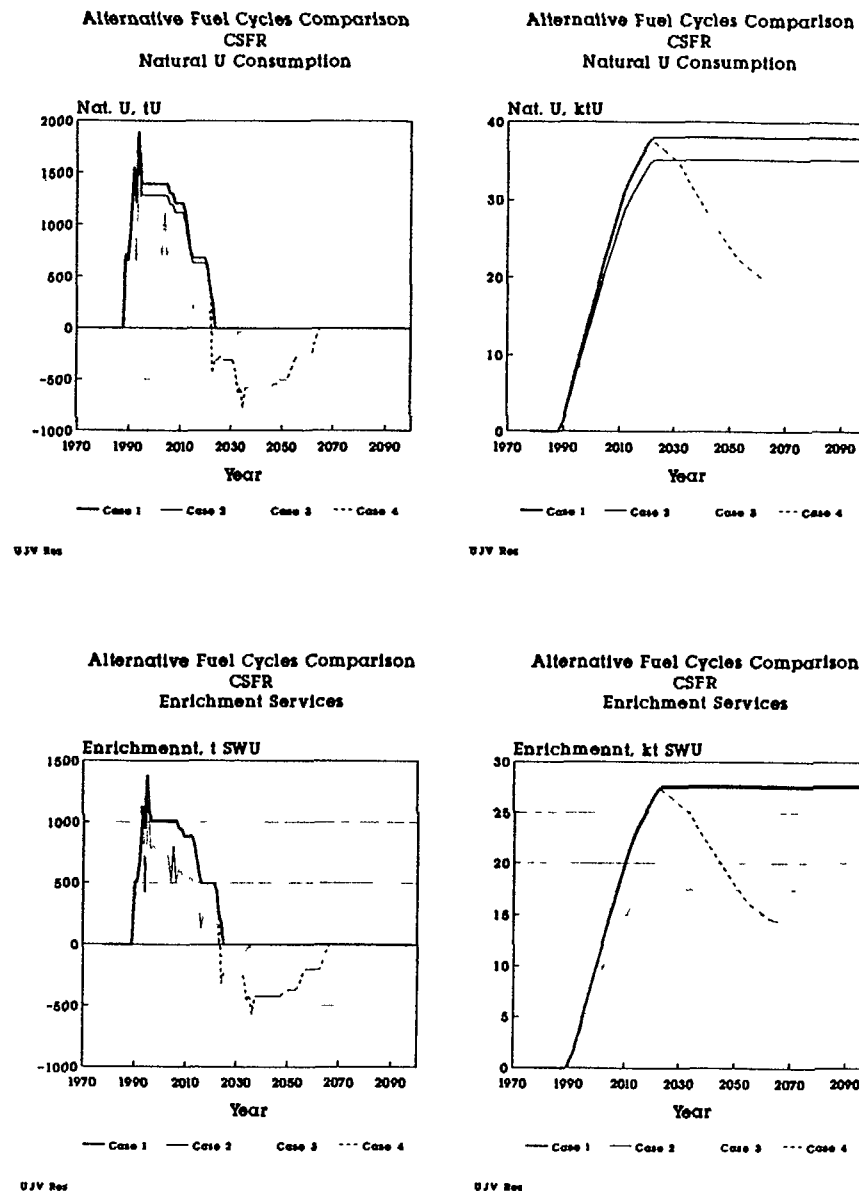 Alternative Fuel Cycles Comparison
CSFR
Natural U Consumption
Nat. U, tU
2000
1500
1000
500
0
-500
-1000
1970 1990 2010 2030 2050 2070 2090
Year
Case 1 Case 2 Case 3 Case 4
UJV Rez
Alternative Fuel Cycles Comparison
CSFR
Natural U Consumption
Nat. U, ktU
40
30
20
10
0
1970 1990 2010 2030 2050 2070 2090
Year
Case 1 Case 2 Case 3 Case 4
UJV Rez
Alternative Fuel Cycles Comparison
CSFR
Enrichment Services
Enrichmennt, t SWU
1500
1000
500
0
-500
-1000
1970 1990 2010 2030 2050 2070 2090
Year
Case 1 Case 2 Case 3 Case 4
UJV Rez
Alternative Fuel Cycles Comparison
CSFR
Enrichment Services
Enrichmennt, kt SWU
30
25
20
15
10
5
0
1970 1990 2010 2030 2050 2070 2090
Year
Case 1 Case 2 Case 3 Case 4
UJV Rez